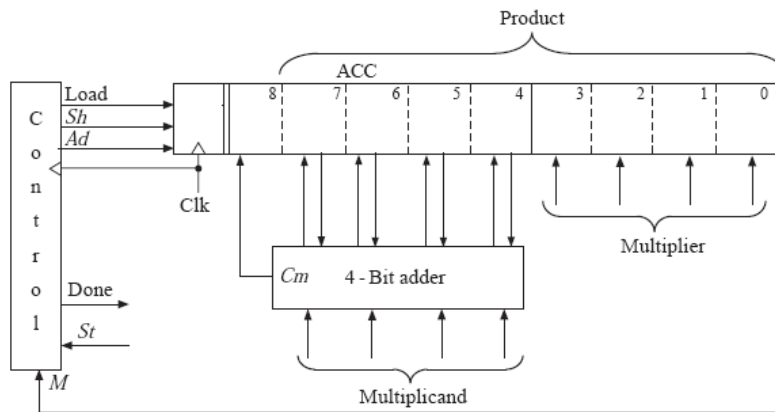 Product
ACC
8 7 6 5 4 3 2 1 0
Load
Sh
Ad
Control
Clk
Multiplier
Cm 4 - Bit adder
Done
St
Multiplicand
M